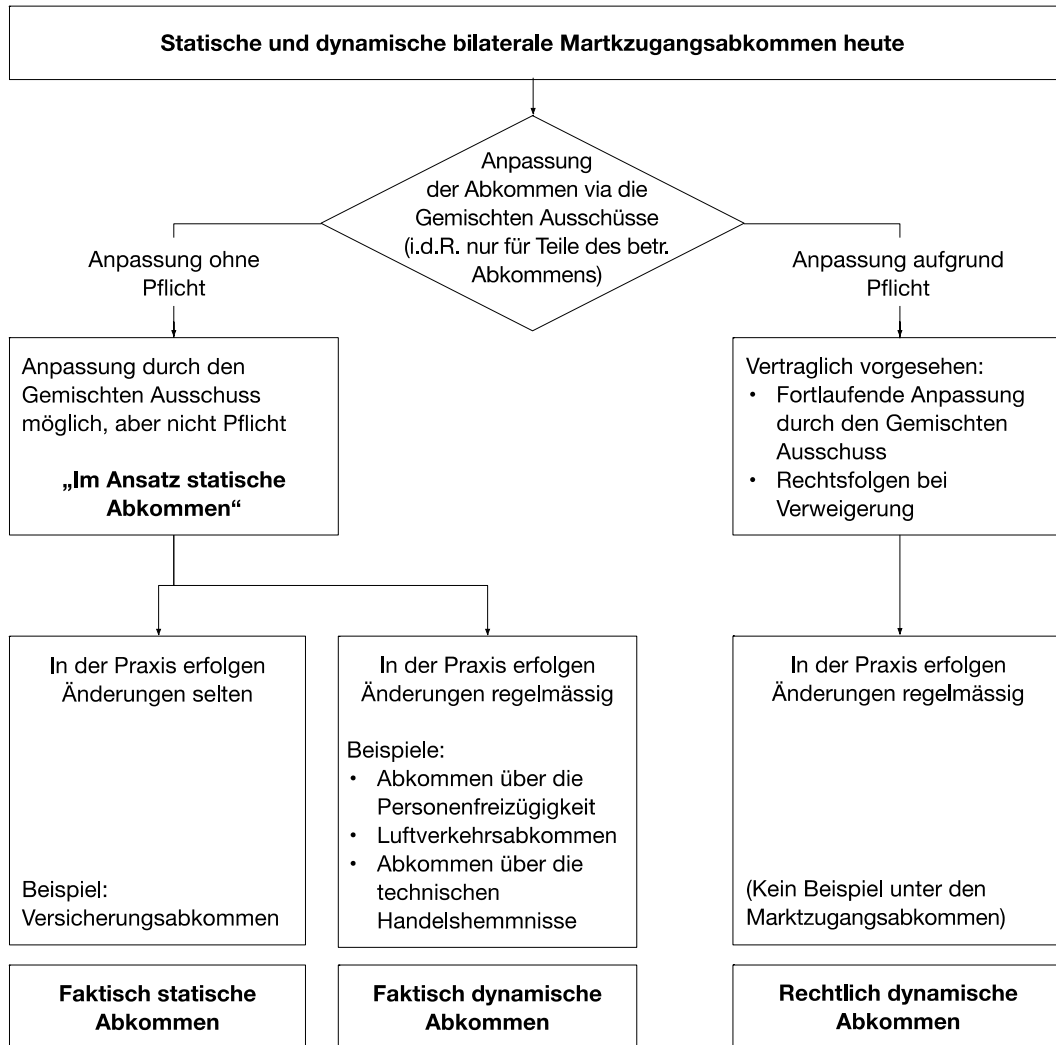 Statische und dynamische bilaterale Martkzugangsabkommen heute
Anpassung
der Abkommen via die
Gemischten Ausschüsse
(i.d.R. nur für Teile des betr.
Abkommens)
Anpassung ohne
Pflicht
Anpassung aufgrund
Pflicht
Anpassung durch den
Gemischten Ausschuss
möglich, aber nicht Pflicht
„Im Ansatz statische
Abkommen“
Vertraglich vorgesehen:
• Fortlaufende Anpassung
durch den Gemischten
Ausschuss
• Rechtsfolgen bei
Verweigerung
In der Praxis erfolgen
Änderungen selten
Beispiel:
Versicherungsabkommen
In der Praxis erfolgen
Änderungen regelmässig
Beispiele:
• Abkommen über die
Personenfreizügigkeit
• Luftverkehrsabkommen
• Abkommen über die
technischen
Handelshemmnisse
In der Praxis erfolgen
Änderungen regelmässig
(Kein Beispiel unter den
Marktzugangsabkommen)
Faktisch statische
Abkommen
Faktisch dynamische
Abkommen
Rechtlich dynamische
Abkommen